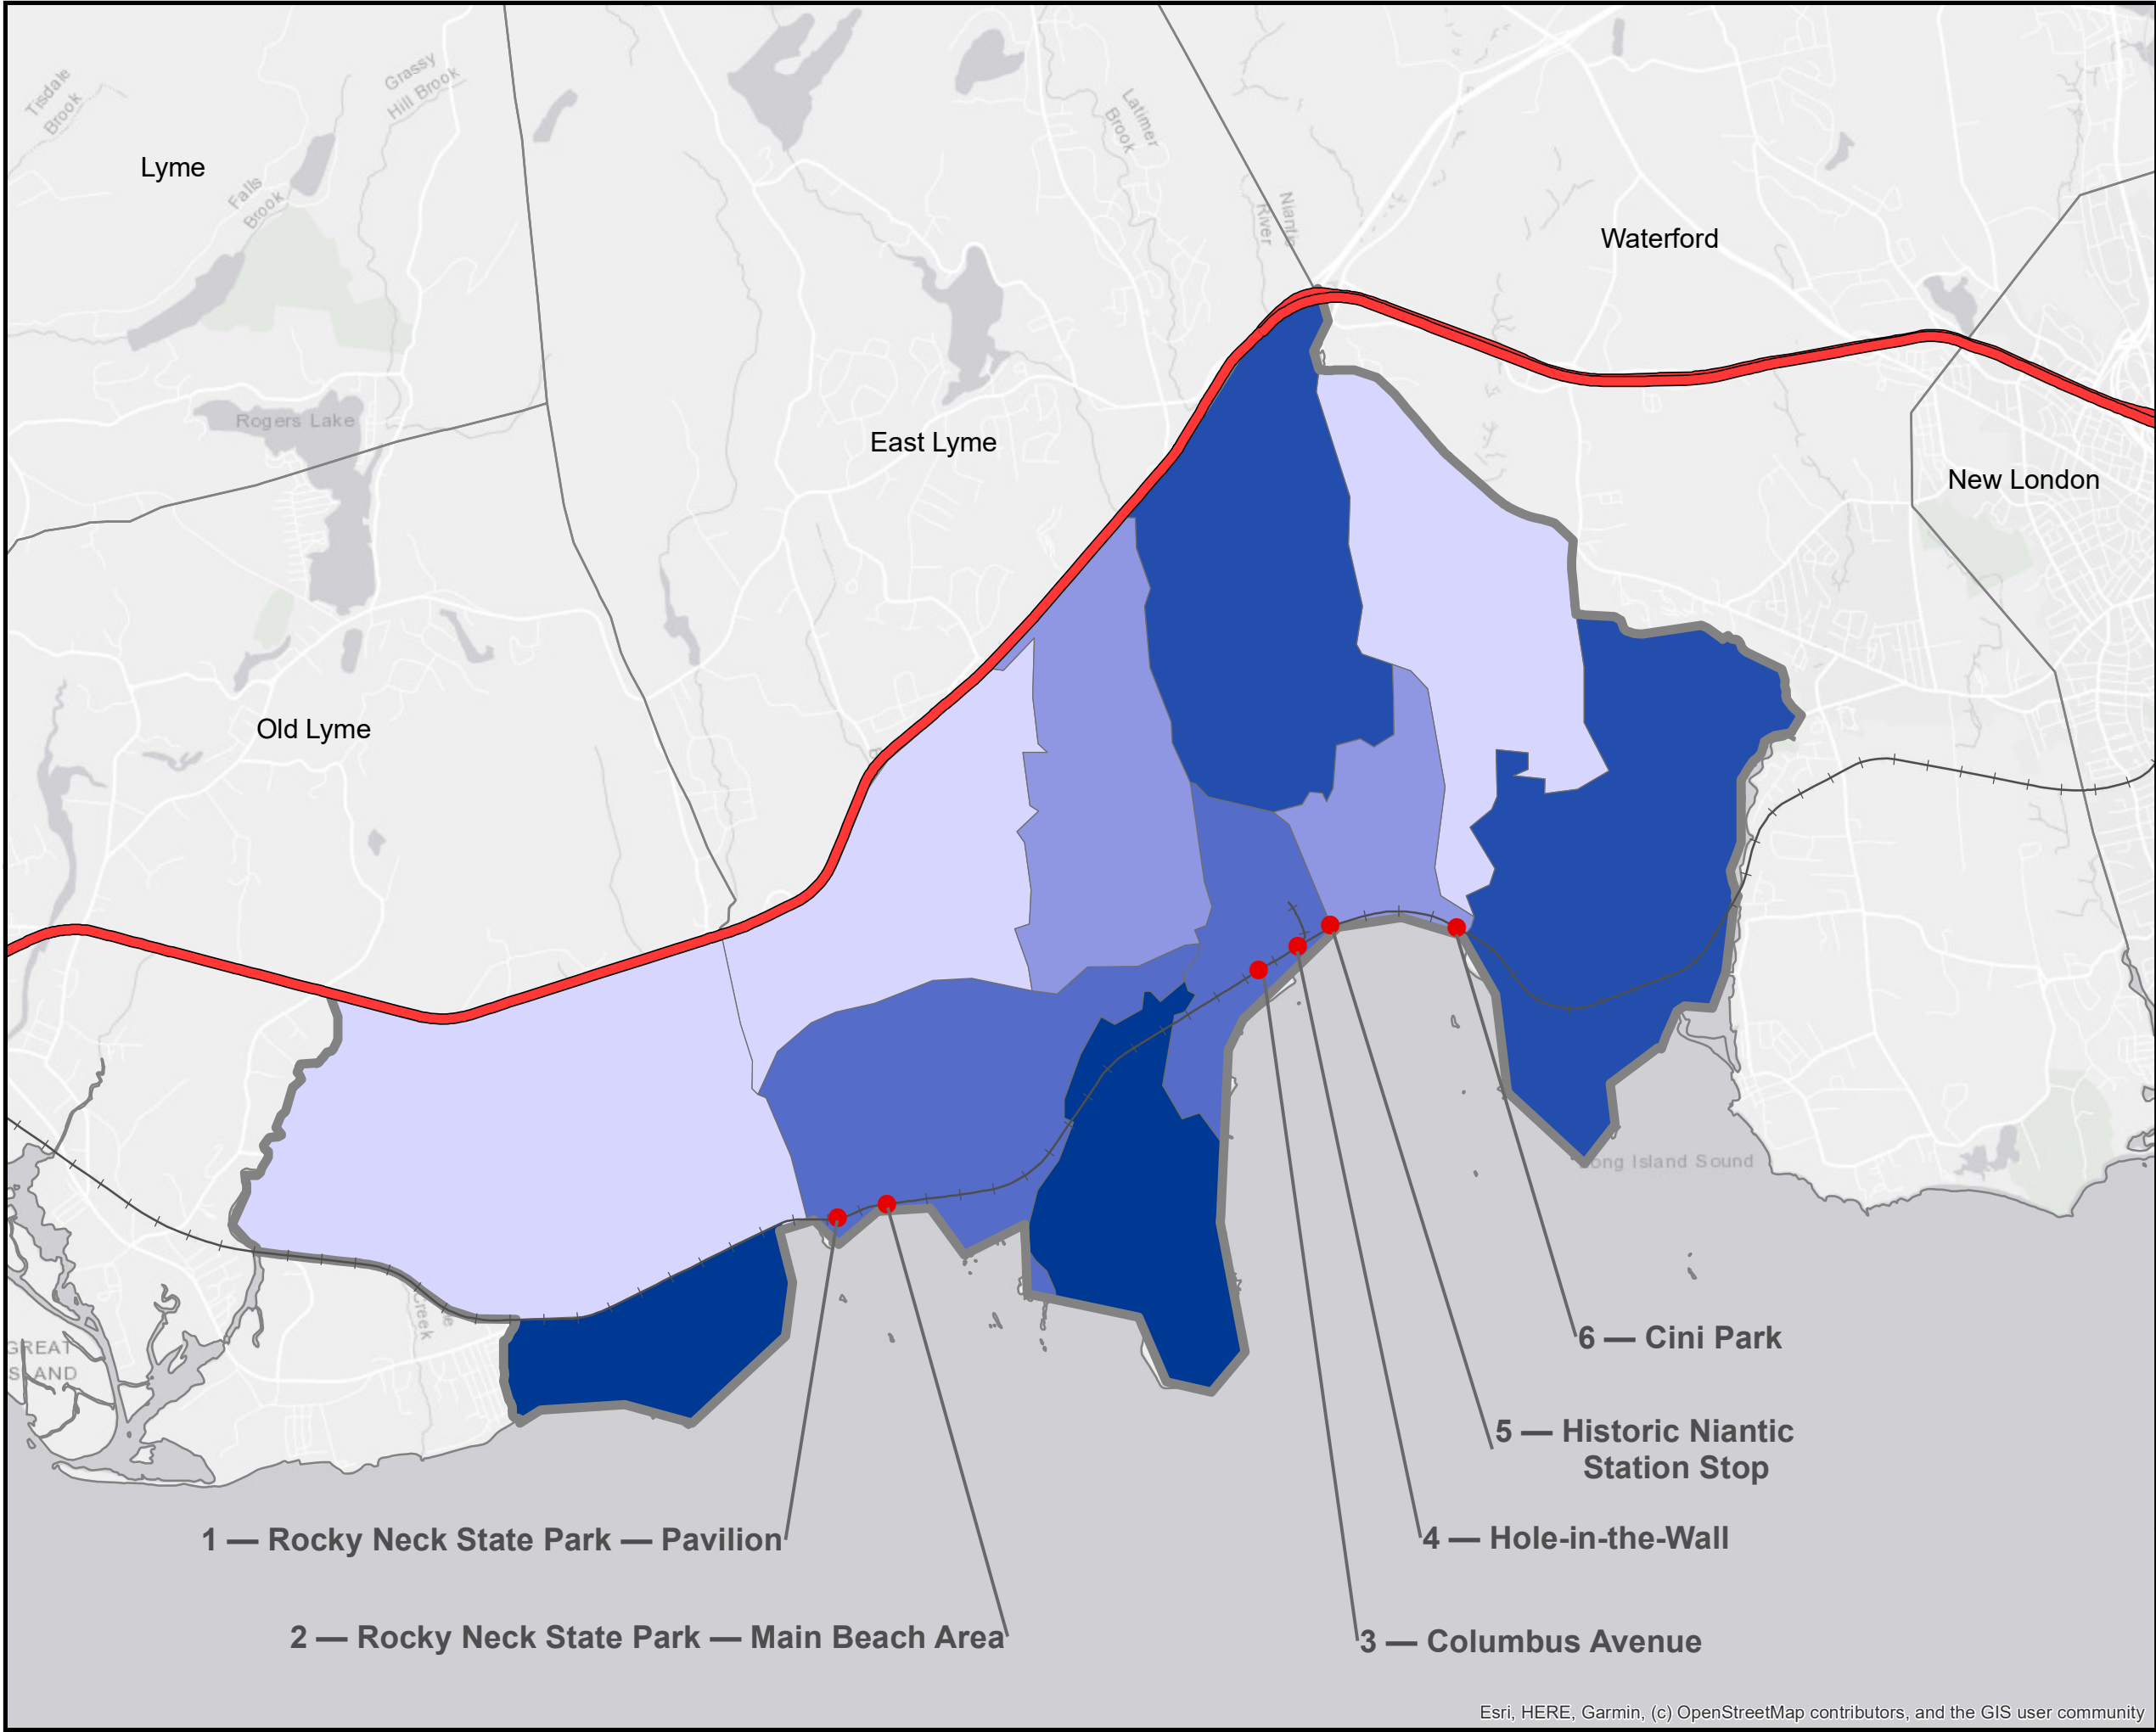 Tisdale
Brook
Grassy
Hill Brook
Lyme
Falls
Brook
Latimer
Brook
Niantic
River
Waterford
Rogers Lake
East Lyme
New London
Old Lyme
Long Island Sound
Creek
GREAT
ISLAND
6 — Cini Park
5 — Historic Niantic
Station Stop
1 — Rocky Neck State Park — Pavilion
4 — Hole-in-the-Wall
2 — Rocky Neck State Park — Main Beach Area
3 — Columbus Avenue
Esri, HERE, Garmin, (c) OpenStreetMap contributors, and the GIS user community